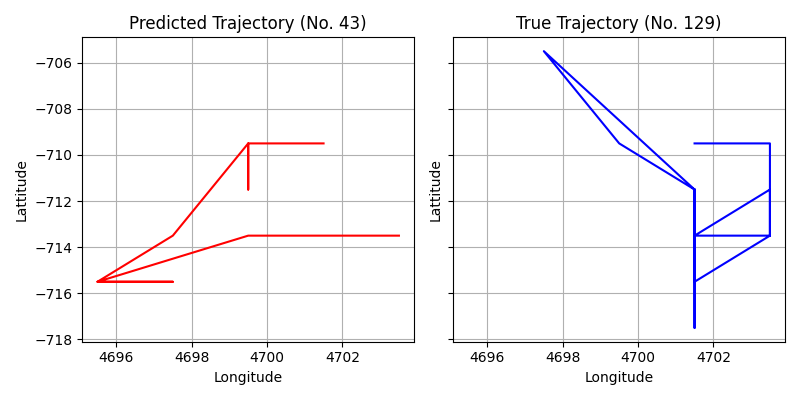 Predicted Trajectory (No. 43)
True Trajectory (No. 129)
−706
−708
−710
−712
−714
−716
−718
Lattitude
Lattitude
4696 4698 4700 4702
4696 4698 4700 4702
Longitude
Longitude